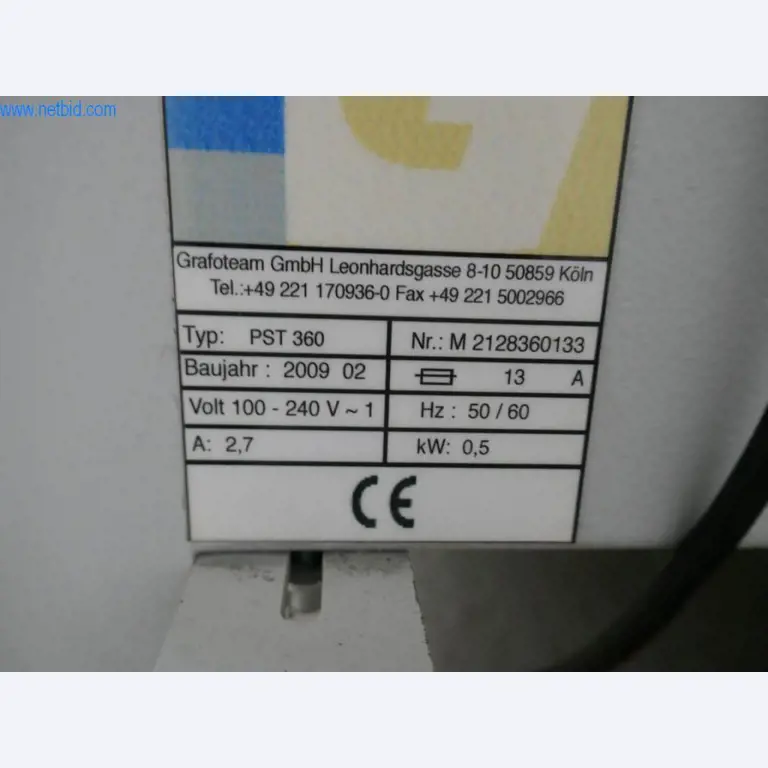 www.netbid.com
Grafoteam GmbH Leonhardsgasse 8-10 50859 Köln
Tel.:+49 221 170936-0 Fax +49 221 5002966
Typ: PST 360 Nr.: M 2128360133
Baujahr : 2009 02 13 A
Volt 100 - 240 V ~ 1 Hz : 50 / 60
A: 2,7 kW: 0,5
CE